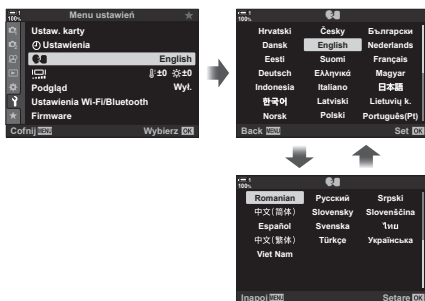 1
100%
Menu ustawień
Ustaw. karty
Ustawienia
English
±0 ±0
Podgląd Wył.
Ustawienia Wi-Fi/Bluetooth
Firmware
Cofnij MENU Wybierz OK
1
100%
Hrvatski Česky Български
Dansk English Nederlands
Eesti Suomi Français
Deutsch Ελληνικά Magyar
Indonesia Italiano 日本語
한국어 Latviski Lietuvių k.
Norsk Polski Português(Pt)
Back MENU Set OK
1
100%
Romanian Русский Srpski
中文(简体) Slovensky Slovenščina
Español Svenska ไทย
中文(繁体) Türkçe Українська
Viet Nam
Inapoi MENU Setare OK